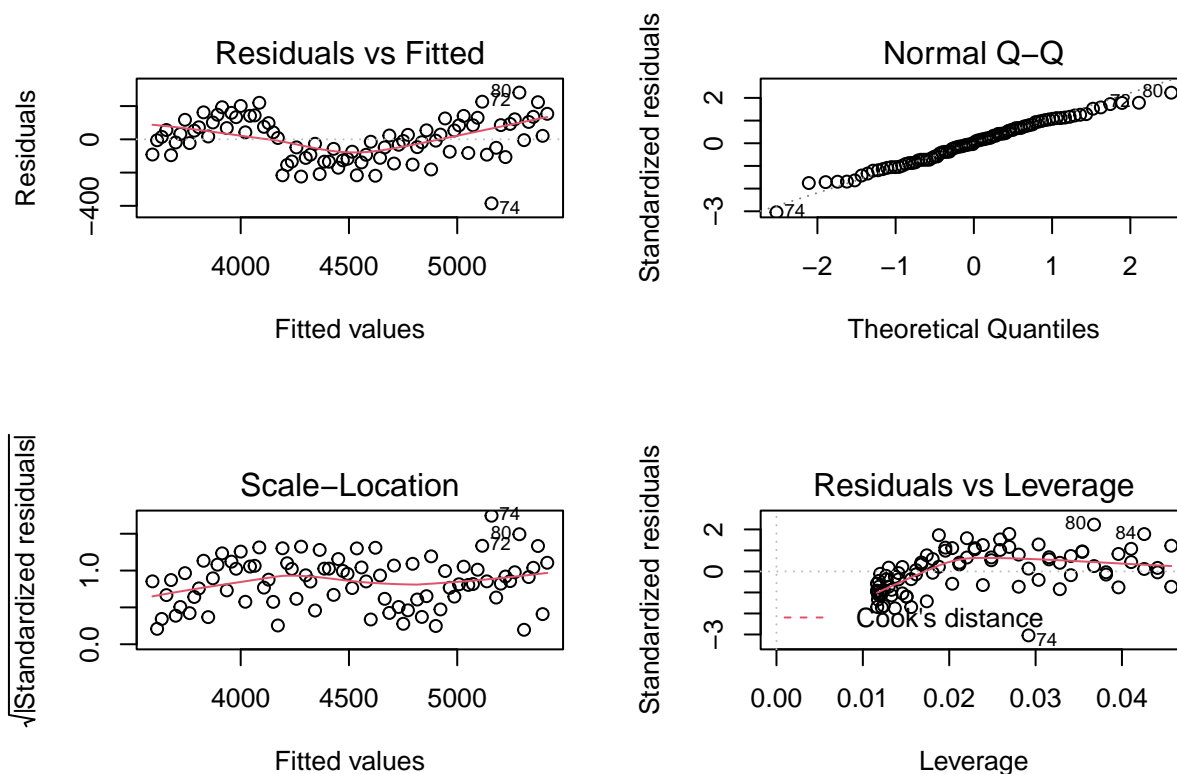 Residuals vs Fitted
Residuals
0
−400
80
72
74
4000 4500 5000
Fitted values
Normal Q−Q
Standardized residuals
2
0
−3
72
80
74
−2 −1 0 1 2
Theoretical Quantiles
Scale−Location
√|Standardized residuals|
1.0
0.0
74
80
72
4000 4500 5000
Fitted values
Residuals vs Leverage
Standardized residuals
2
0
−3
80
84
Cook's distance
74
0.00 0.01 0.02 0.03 0.04
Leverage